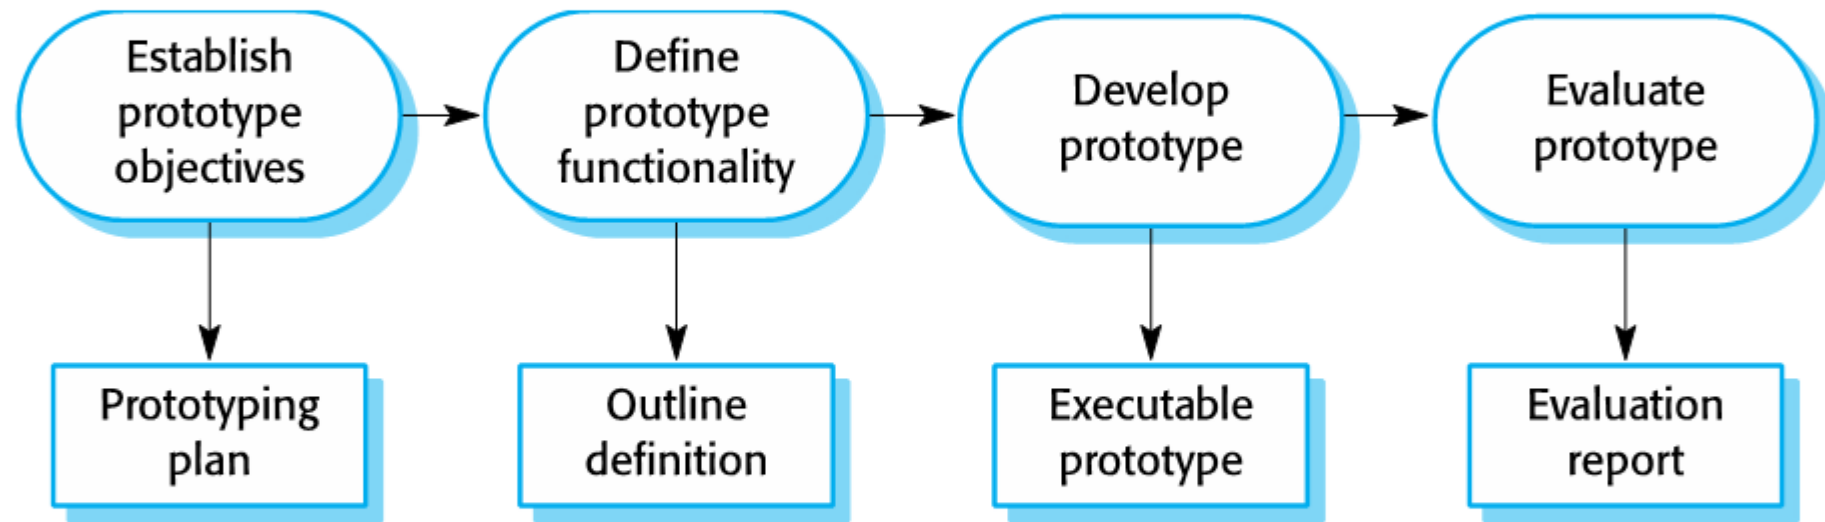 Establish
prototype
objectives
Define
prototype
functionality
Develop
prototype
Evaluate
prototype
Prototyping
plan
Outline
definition
Executable
prototype
Evaluation
report